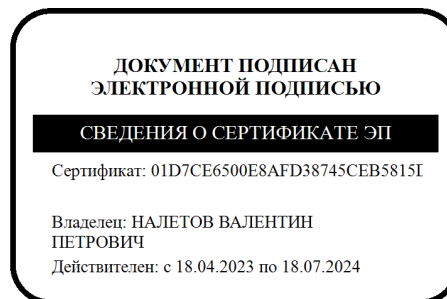 ДОКУМЕНТ ПОДПИСАН
ЭЛЕКТРОННОЙ ПОДПИСЬЮ
СВЕДЕНИЯ О СЕРТИФИКАТЕ ЭП
Сертификат: 01D7CE6500E8AFD38745CEB5815
Владелец: НАЛЕТОВ ВАЛЕНТИН
ПЕТРОВИЧ
Действителен: с 18.04.2023 по 18.07.2024